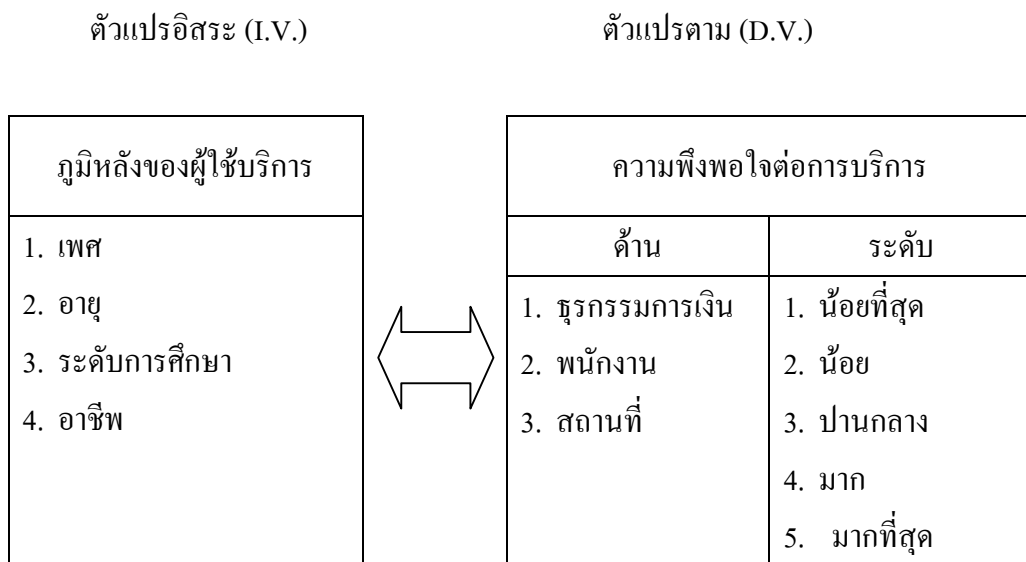 ตัวแปรอิสระ (I.V.) ตัวแปรตาม (D.V.)
ภูมิหลังของผู้ใช้บริการ
1. เพศ
2. อายุ
3. ระดับการศึกษา
4. อาชีพ
ความพึงพอใจต่อการบริการ
ด้าน ระดับ
1. ธุรกรรมการเงิน 1. น้อยที่สุด
2. พนักงาน 2. น้อย
3. สถานที่ 3. ปานกลาง
4. มาก
5. มากที่สุด